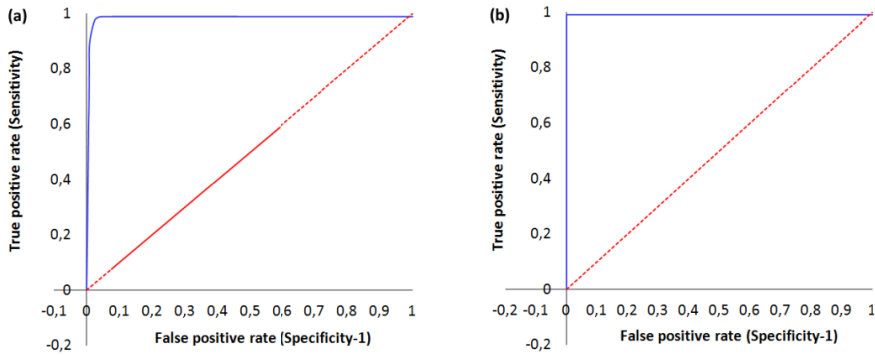 (a)
True positive rate (Sensitivity)
1
0,8
0,6
0,4
0,2
0
-0,2
-0,1 0 0,1 0,2 0,3 0,4 0,5 0,6 0,7 0,8 0,9 1
False positive rate (Specificity-1)
(b)
True positive rate (Sensitivity)
1
0,8
0,6
0,4
0,2
0
-0,2
-0,2 -0,1 0 0,1 0,2 0,3 0,4 0,5 0,6 0,7 0,8 0,9 1
False positive rate (Specificity-1)